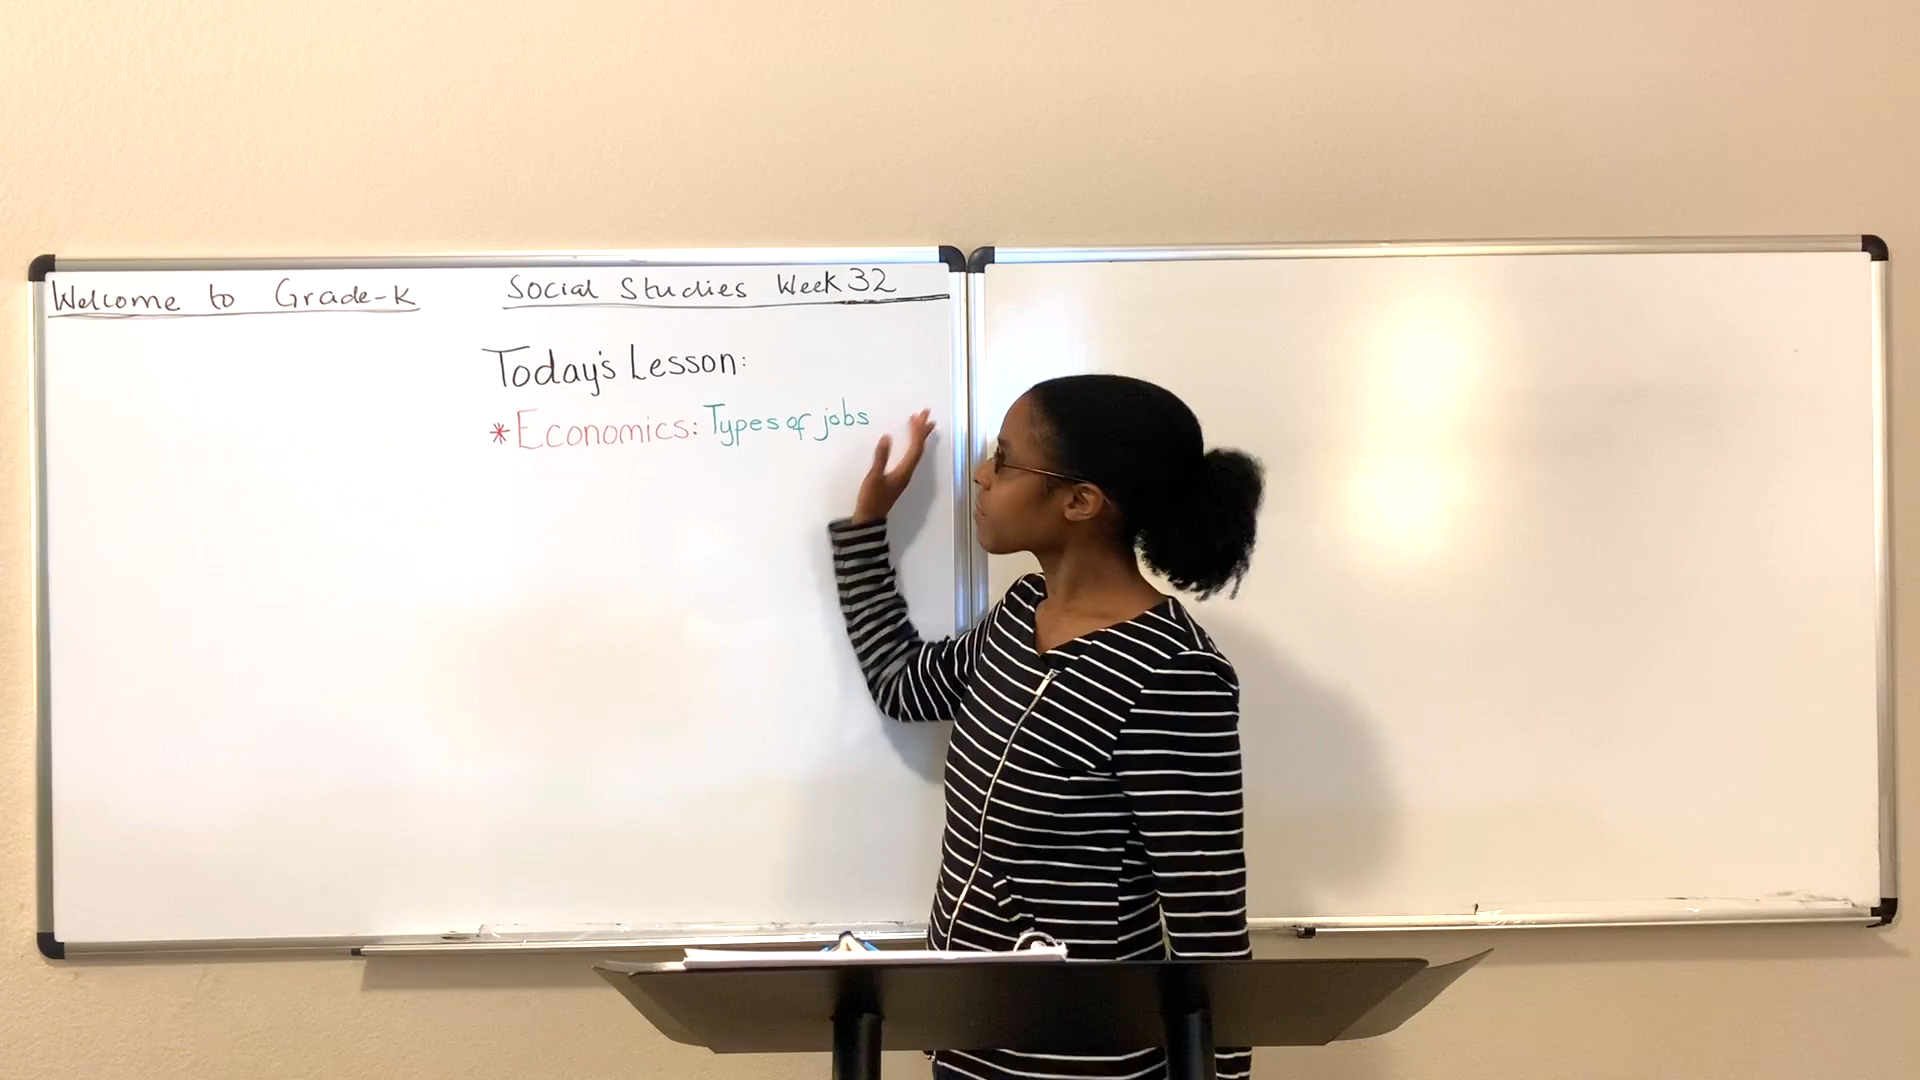 Welcome to Grade-K
Social Studies Week 32
Today's Lesson:
*Economics: Types of jobs